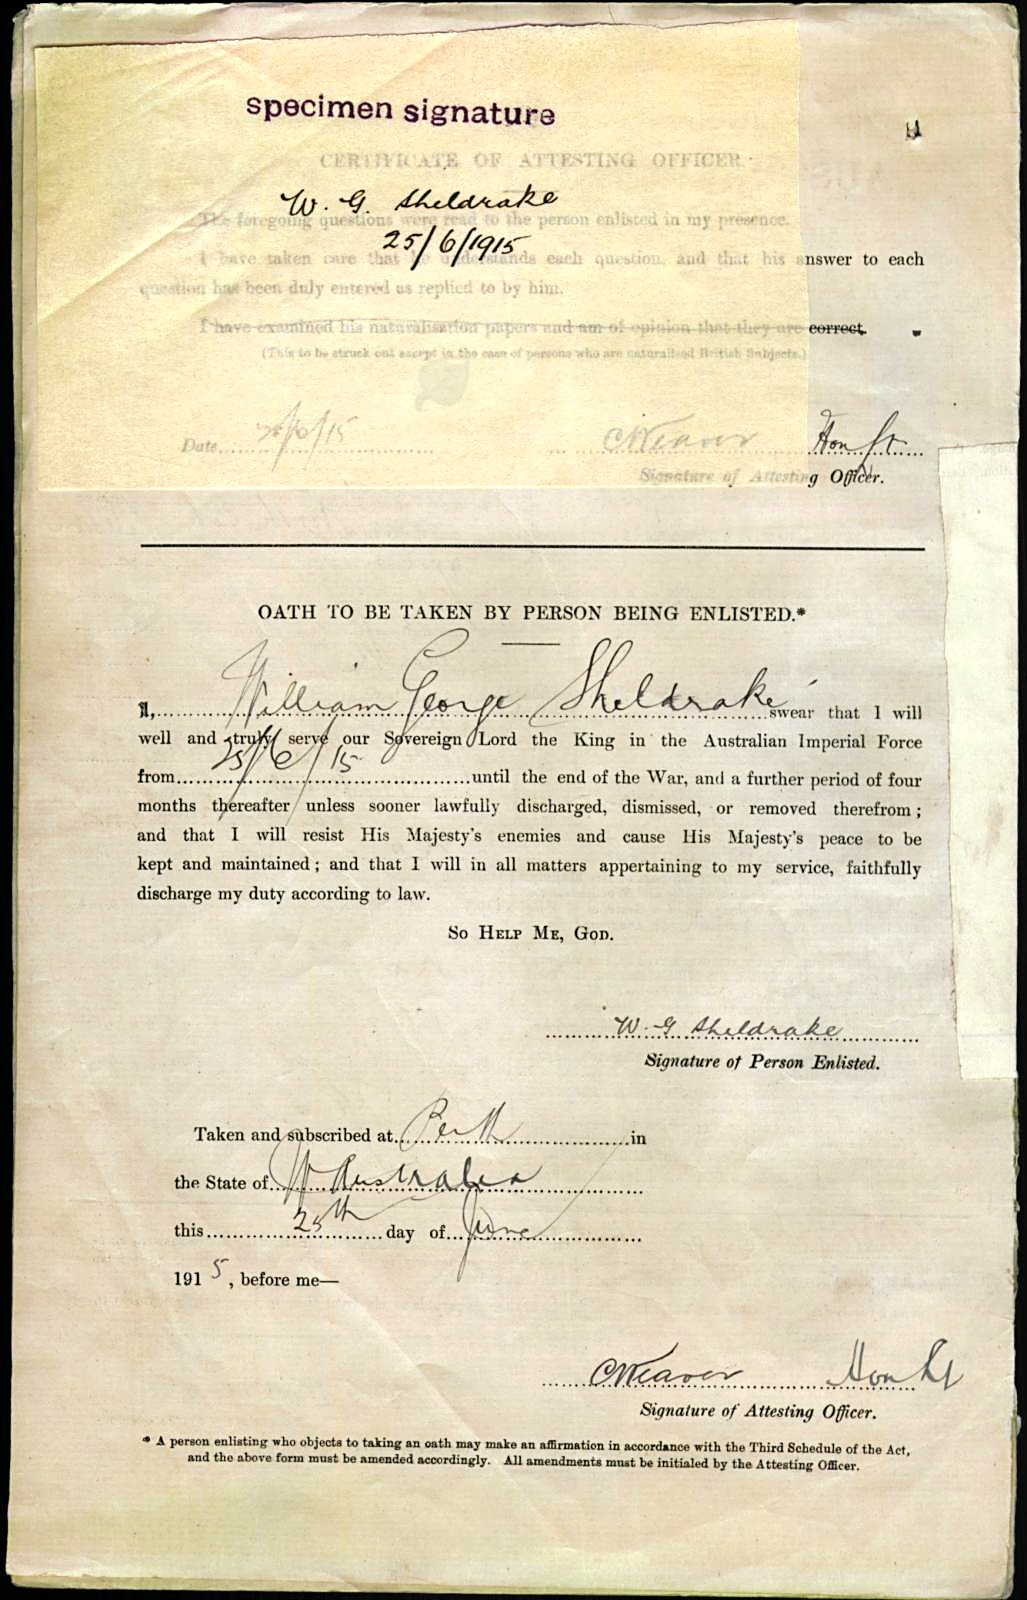 specimen signature
CERTIFICATE OF ATTESTING OFFICER
W. G. Sheldrake
The foregoing questions were read to the person enlisted in my presence.
25/6/1915
I have taken care that he understands each question, and that his answer to each
question has been duly entered as replied to by him.
I have examined his naturalisation papers and am of opinion that they are correct.
(This to be struck out except in the case of persons who are naturalised British Subjects.)
Date 25/6/15 C Weaver Hon Lt
Signature of Attesting Officer.
OATH TO BE TAKEN BY PERSON BEING ENLISTED.*
I, William George Sheldrake swear that I will
well and truly serve our Sovereign Lord the King in the Australian Imperial Force
from 25/6/15 until the end of the War, and a further period of four
months thereafter unless sooner lawfully discharged, dismissed, or removed therefrom;
and that I will resist His Majesty's enemies and cause His Majesty's peace to be
kept and maintained; and that I will in all matters appertaining to my service, faithfully
discharge my duty according to law.
So Help Me, God.
W. G Sheldrake
Signature of Person Enlisted.
Taken and subscribed at Perth in
the State of W Australia
this 25th day of June
1915, before me—
C Weaver Hon Lt
Signature of Attesting Officer.
* A person enlisting who objects to taking an oath may make an affirmation in accordance with the Third Schedule of the Act,
and the above form must be amended accordingly. All amendments must be initialed by the Attesting Officer.